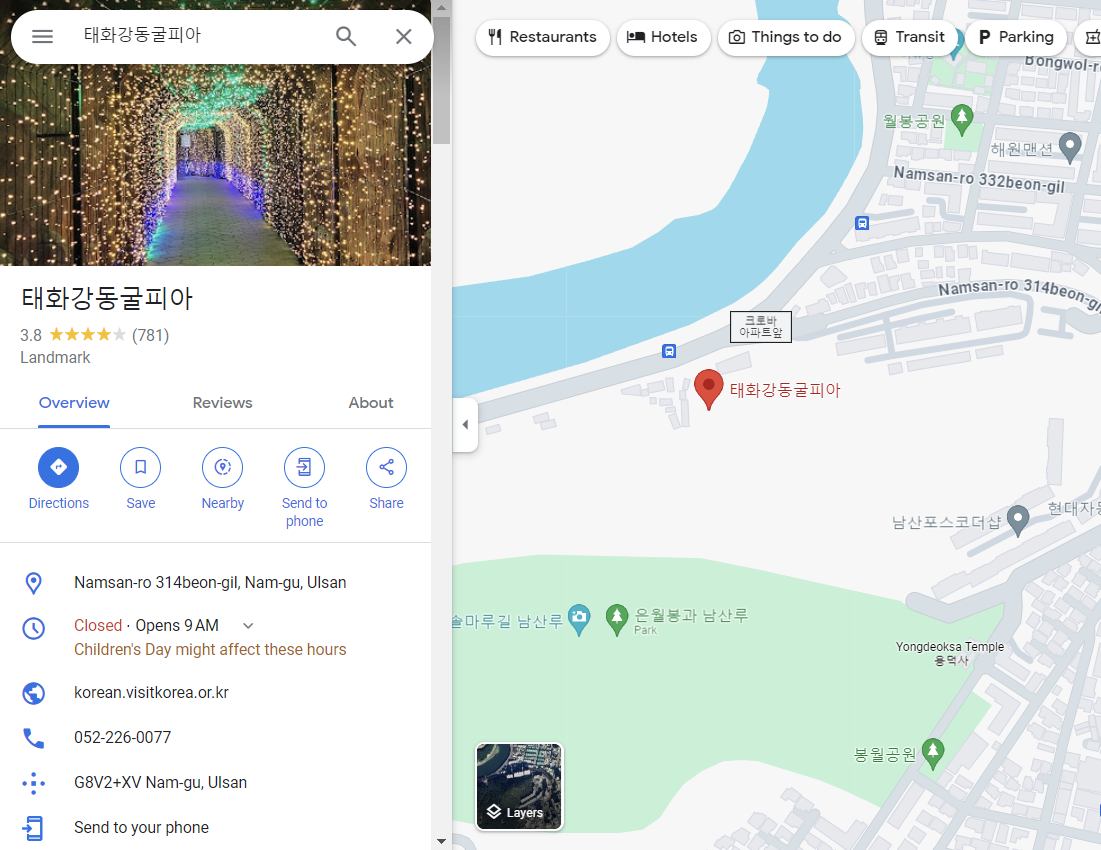 태화강동굴피아
태화강동굴피아
3.8
(781)
Landmark
Overview
Reviews
About
Directions
Save
Nearby
Send to
phone
Share
Namsan-ro 314beon-gil, Nam-gu, Ulsan
Closed · Opens 9 AM
Children's Day might affect these hours
korean.visitkorea.or.kr
052-226-0077
G8V2+XV Nam-gu, Ulsan
Send to your phone
Restaurants
Hotels
Things to do
Transit
Parking
Bongwol-ro
월봉공원
해원맨션
Namsan-ro 332beon-gil
Namsan-ro 314beon-gil
크로바
아파트앞
태화강동굴피아
남산포스코더샵
현대자동
솔마루길 남산루
은월봉과 남산루
Park
Yongdeoksa Temple
용덕사
봉월공원
Layers